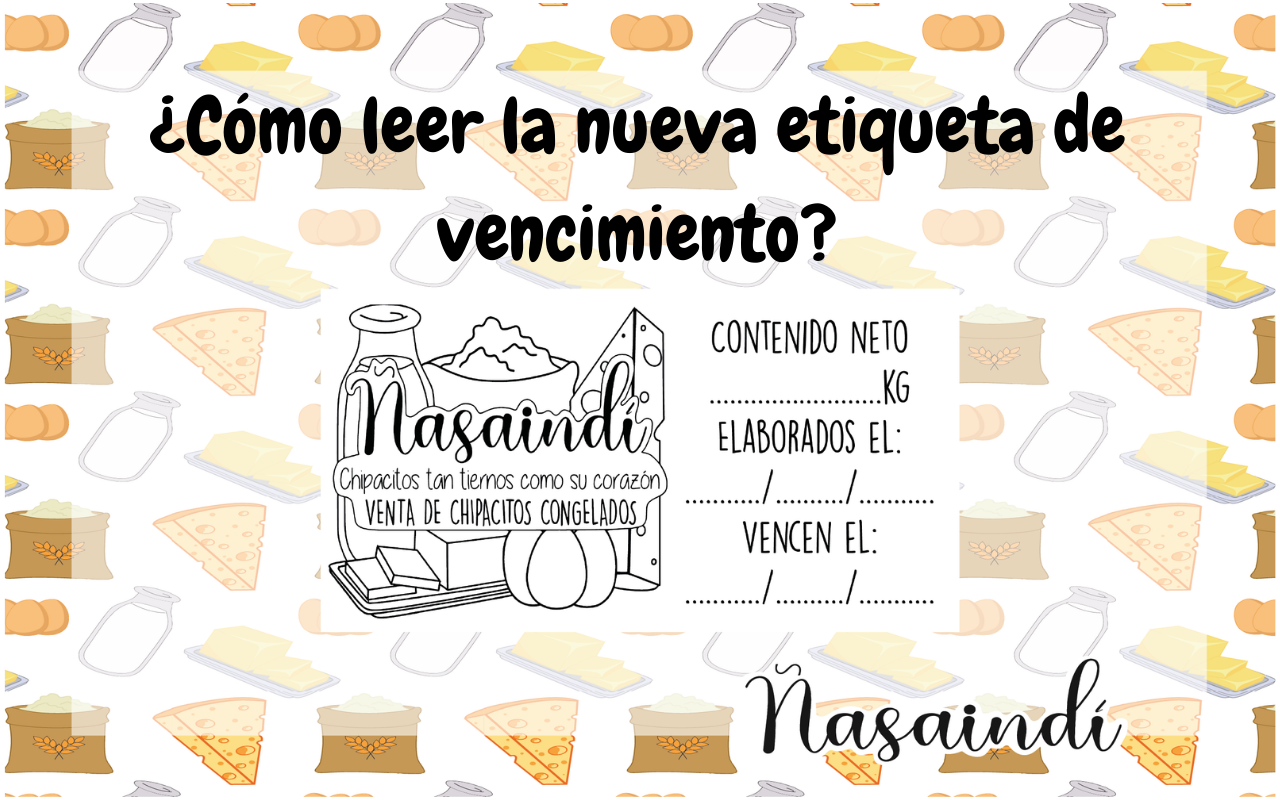 ¿Cómo leer la nueva etiqueta de
vencimiento?
Ñasaindí
Chipacitos tan tiernos como su corazón
VENTA DE CHIPACITOS CONGELADOS
CONTENIDO NETO
........................KG
ELABORADOS EL:
.........../........../...........
VENCEN EL:
.........../........../...........
Ñasaindí